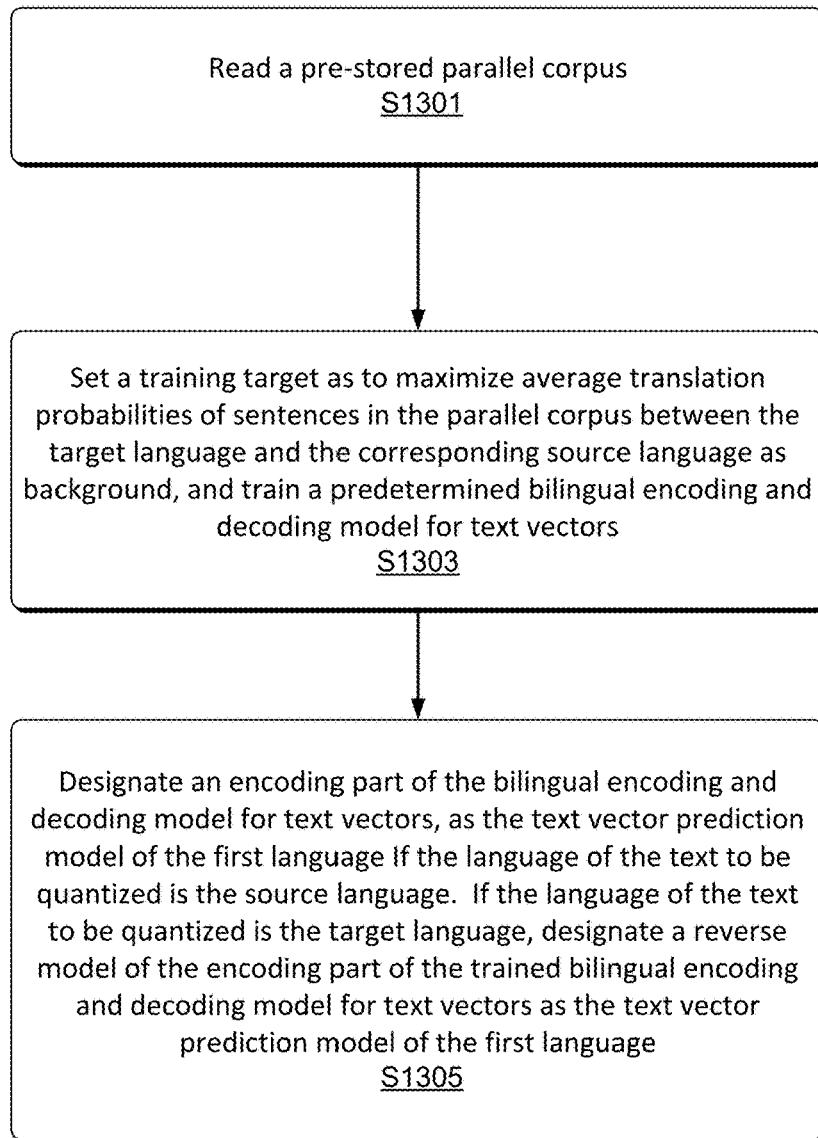 Read a pre-stored parallel corpus
S1301
Set a training target as to maximize average translation
probabilities of sentences in the parallel corpus between the
target language and the corresponding source language as
background, and train a predetermined bilingual encoding and
decoding model for text vectors
S1303
Designate an encoding part of the bilingual encoding and
decoding model for text vectors, as the text vector prediction
model of the first language If the language of the text to be
quantized is the source language.  If the language of the text
to be quantized is the target language, designate a reverse
model of the encoding part of the trained bilingual encoding
and decoding model for text vectors as the text vector
prediction model of the first language
S1305